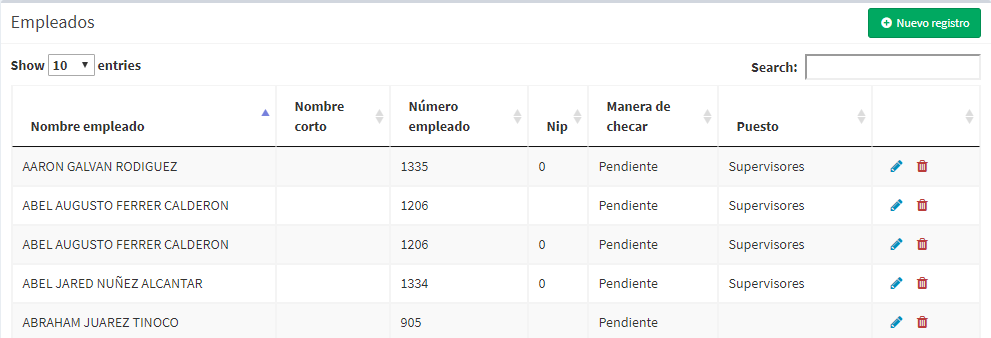 Empleados
Nuevo registro
Show 10 entries
Search:
Nombre empleado Nombre corto Número empleado Nip Manera de checar Puesto
AARON GALVAN RODIGUEZ 1335 0 Pendiente Supervisores
ABEL AUGUSTO FERRER CALDERON 1206 Pendiente Supervisores
ABEL AUGUSTO FERRER CALDERON 1206 0 Pendiente Supervisores
ABEL JARED NUÑEZ ALCANTAR 1334 0 Pendiente Supervisores
ABRAHAM JUAREZ TINOCO 905 Pendiente